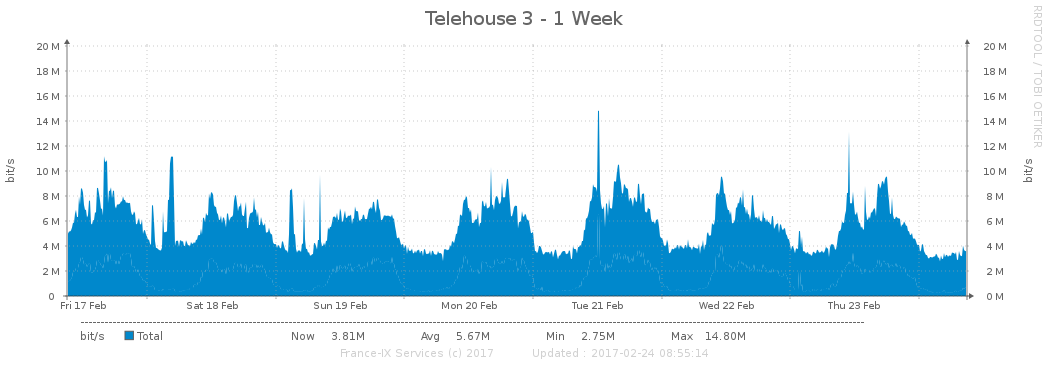 Telehouse 3 - 1 Week
RRDTOOL / TOBI OETIKER
20 M 20 M
18 M 18 M
16 M 16 M
14 M 14 M
12 M 12 M
10 M 10 M
8 M 8 M
6 M 6 M
4 M 4 M
2 M 2 M
0 0 M
bit/s
bit/s
Fri 17 Feb Sat 18 Feb Sun 19 Feb Mon 20 Feb Tue 21 Feb Wed 22 Feb Thu 23 Feb
bit/s Total Now 3.81M Avg 5.67M Min 2.75M Max 14.80M
France-IX Services (c) 2017 Updated : 2017-02-24 08:55:14